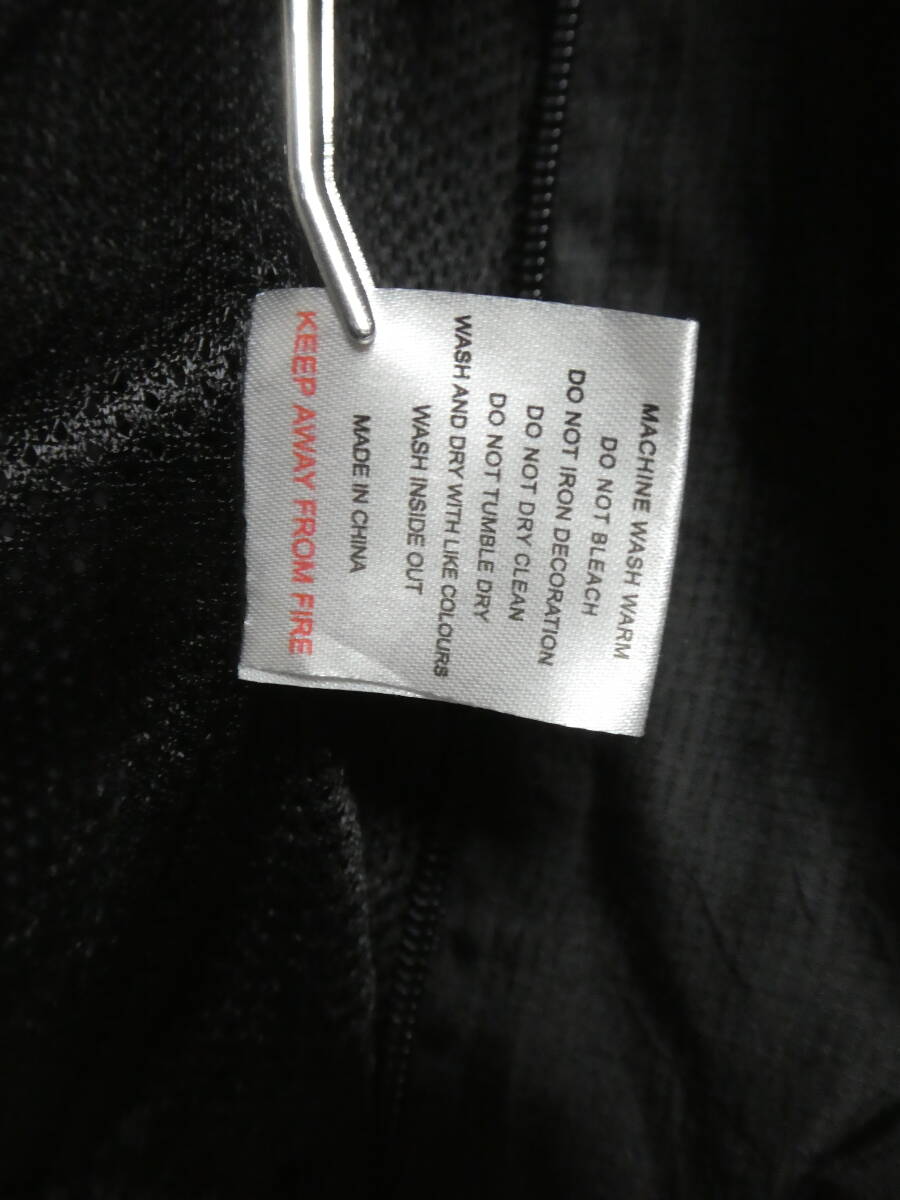 MACHINE WASH WARM
DO NOT BLEACH
DO NOT IRON DECORATION
DO NOT DRY CLEAN
DO NOT TUMBLE DRY
WASH AND DRY WITH LIKE COLOURS
WASH INSIDE OUT
MADE IN CHINA
KEEP AWAY FROM FIRE